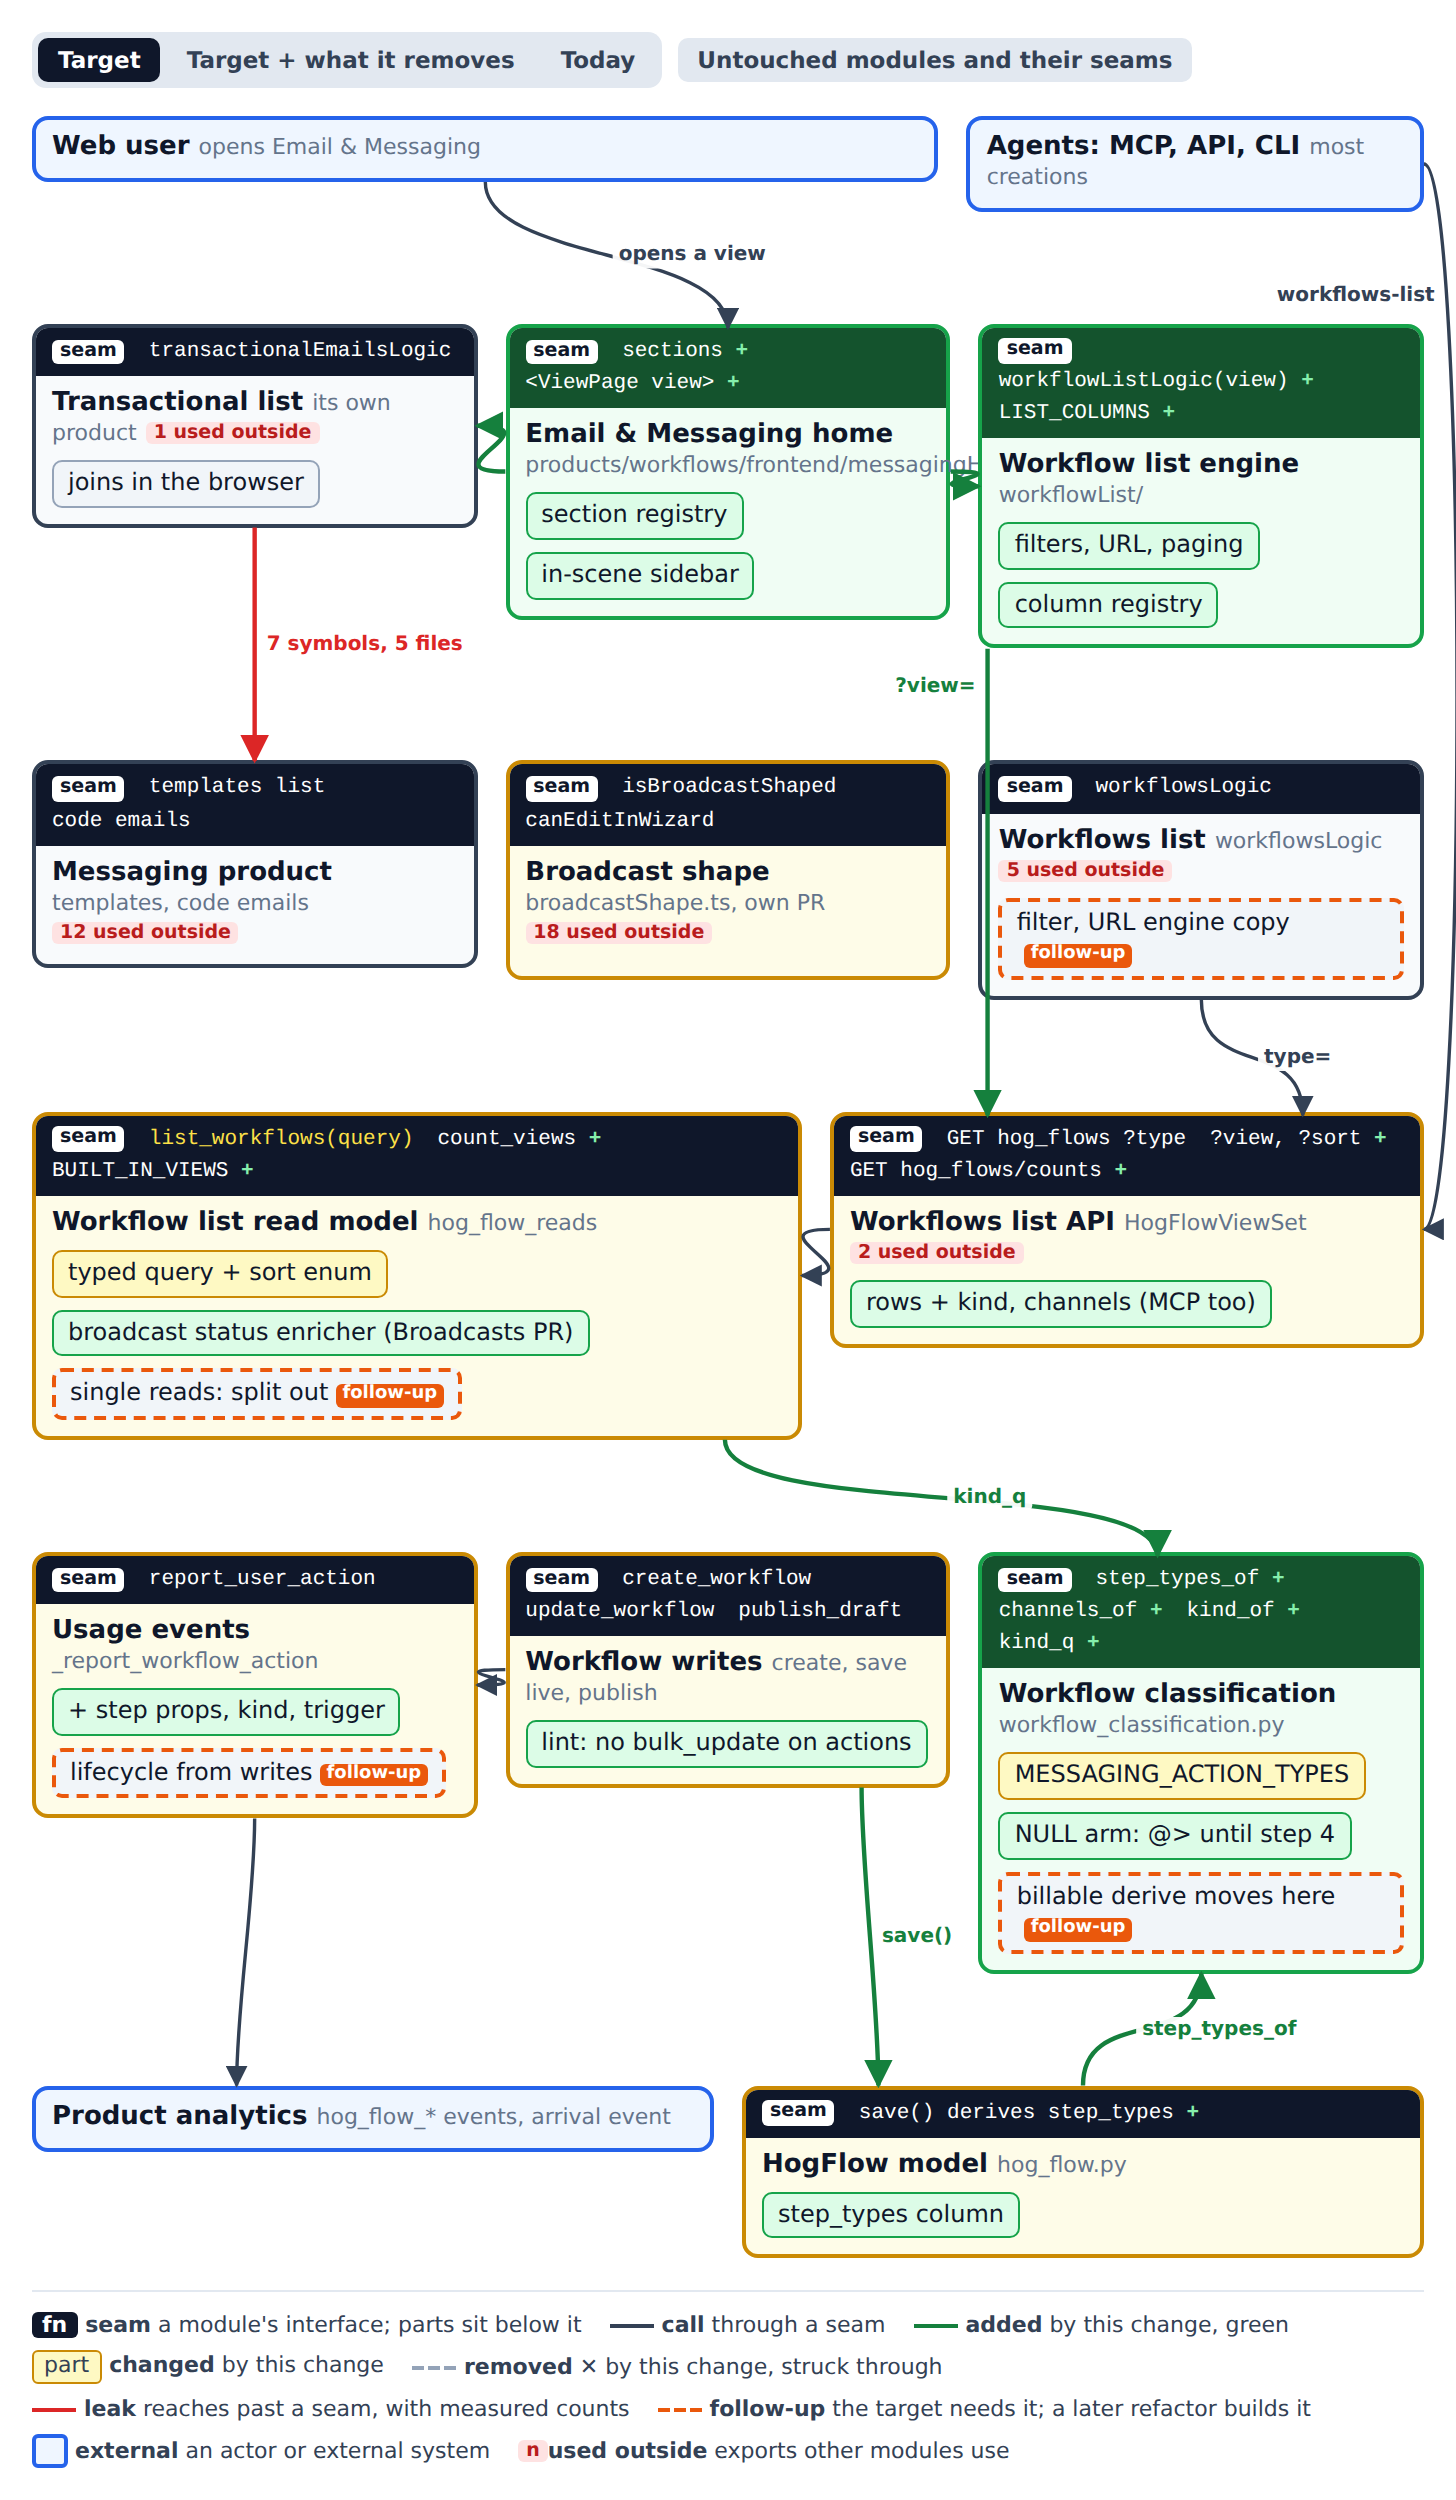 Target Target + what it removes Today Untouched modules and their seams
Web user opens Email & Messaging
Agents: MCP, API, CLI most
creations
opens a view
workflows-list
seam transactionalEmailsLogic
Transactional list its own
product 1 used outside
joins in the browser
seam sections +
<ViewPage view> +
Email & Messaging home
products/workflows/frontend/messagingH
section registry
in-scene sidebar
seam
workflowListLogic(view) +
LIST_COLUMNS +
Workflow list engine
workflowList/
filters, URL, paging
column registry
7 symbols, 5 files
?view=
seam templates list
code emails
Messaging product
templates, code emails
12 used outside
seam isBroadcastShaped
canEditInWizard
Broadcast shape
broadcastShape.ts, own PR
18 used outside
seam workflowsLogic
Workflows list workflowsLogic
5 used outside
filter, URL engine copy
follow-up
type=
seam list_workflows(query) count_views +
BUILT_IN_VIEWS +
Workflow list read model hog_flow_reads
typed query + sort enum
broadcast status enricher (Broadcasts PR)
single reads: split out follow-up
seam GET hog_flows ?type ?view, ?sort +
GET hog_flows/counts +
Workflows list API HogFlowViewSet
2 used outside
rows + kind, channels (MCP too)
kind_q
seam report_user_action
Usage events
_report_workflow_action
+ step props, kind, trigger
lifecycle from writes follow-up
seam create_workflow
update_workflow publish_draft
Workflow writes create, save
live, publish
lint: no bulk_update on actions
seam step_types_of +
channels_of + kind_of +
kind_q +
Workflow classification
workflow_classification.py
MESSAGING_ACTION_TYPES
NULL arm: @> until step 4
billable derive moves here
follow-up
save()
step_types_of
Product analytics hog_flow_* events, arrival event
seam save() derives step_types +
HogFlow model hog_flow.py
step_types column
fn seam a module's interface; parts sit below it call through a seam added by this change, green
part changed by this change removed ✕ by this change, struck through
leak reaches past a seam, with measured counts follow-up the target needs it; a later refactor builds it
external an actor or external system n used outside exports other modules use